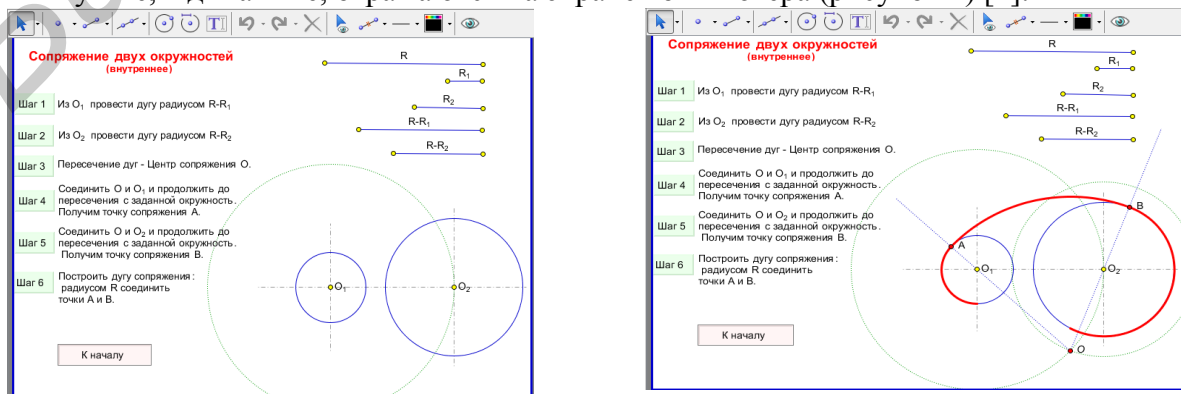 Сопряжение двух окружностей
(внутреннее)
Шаг 1 Из O₁ провести дугу радиусом R-R₁
Шаг 2 Из O₂ провести дугу радиусом R-R₂
Шаг 3 Пересечение дуг - Центр сопряжения O.
Шаг 4 Соединить O и O₁ и продолжить до
пересечения с заданной окружность.
Получим точку сопряжения A.
Шаг 5 Соединить O и O₂ и продолжить до
пересечения с заданной окружность.
Получим точку сопряжения B.
Шаг 6 Построить дугу сопряжения:
радиусом R соединить
точки A и B.
К началу
R
R₁
R₂
R-R₁
R-R₂
O₁
O₂
Сопряжение двух окружностей
(внутреннее)
Шаг 1 Из O₁ провести дугу радиусом R-R₁
Шаг 2 Из O₂ провести дугу радиусом R-R₂
Шаг 3 Пересечение дуг - Центр сопряжения O.
Шаг 4 Соединить O и O₁ и продолжить до
пересечения с заданной окружность.
Получим точку сопряжения A.
Шаг 5 Соединить O и O₂ и продолжить до
пересечения с заданной окружность.
Получим точку сопряжения B.
Шаг 6 Построить дугу сопряжения:
радиусом R соединить
точки A и B.
К началу
R
R₁
R₂
R-R₁
R-R₂
A
B
O₁
O₂
O